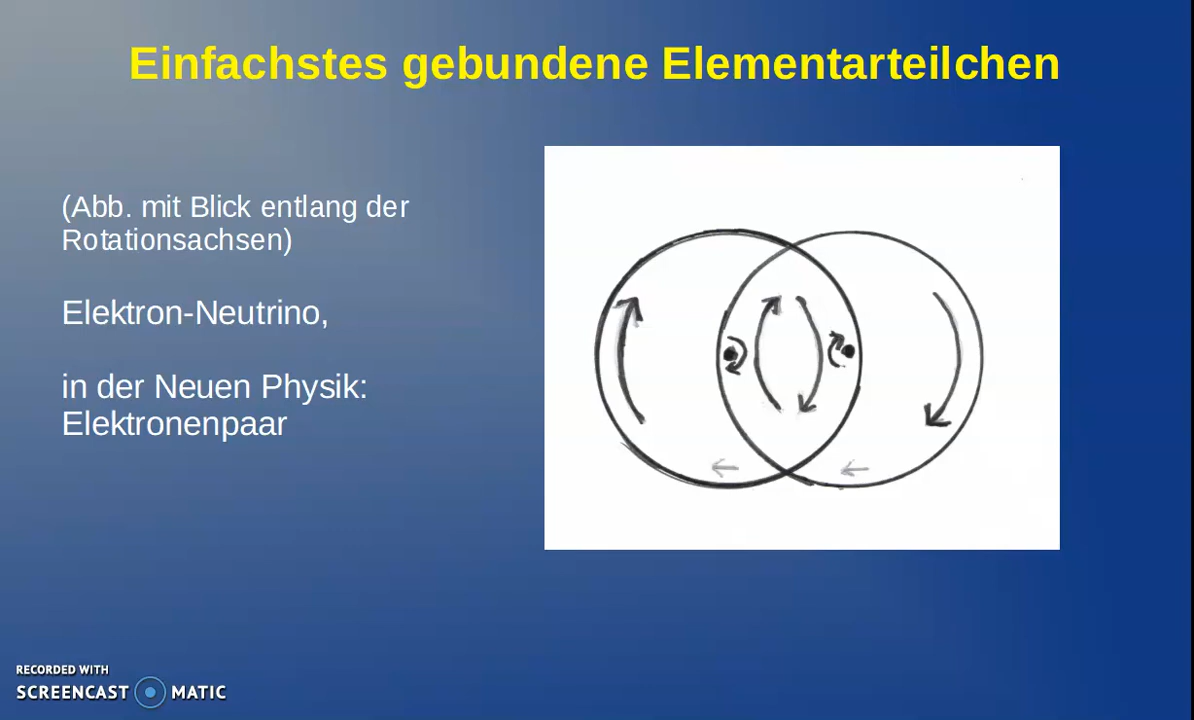 Einfachstes gebundene Elementarteilchen
(Abb. mit Blick entlang der
Rotationsachsen)
Elektron-Neutrino,
in der Neuen Physik:
Elektronenpaar
RECORDED WITH
SCREENCAST MATIC